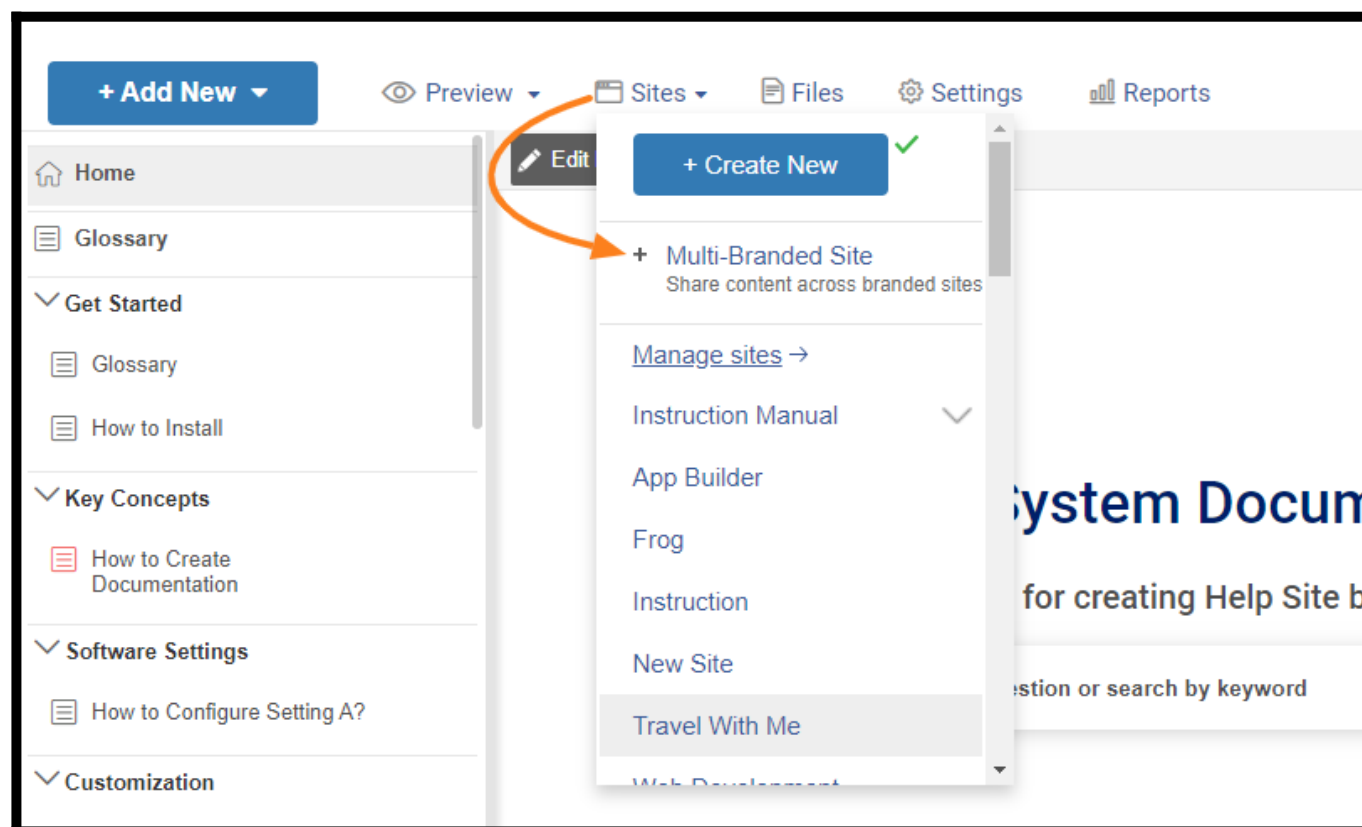 + Add New
Preview
Sites
Files
Settings
Reports
Home
Glossary
Get Started
Glossary
How to Install
Key Concepts
How to Create
Documentation
Software Settings
How to Configure Setting A?
Customization
Edit
+ Create New
+ Multi-Branded Site
Share content across branded sites
Manage sites →
Instruction Manual
App Builder
Frog
Instruction
New Site
Travel With Me
Web Development
System Docum
for creating Help Site b
estion or search by keyword